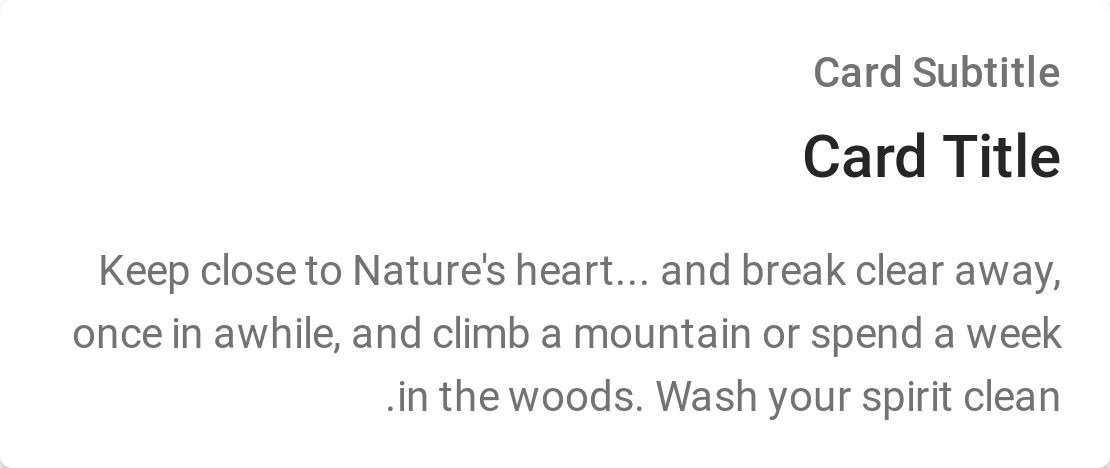 Card Subtitle
Card Title
Keep close to Nature's heart... and break clear away,
once in awhile, and climb a mountain or spend a week
.in the woods. Wash your spirit clean